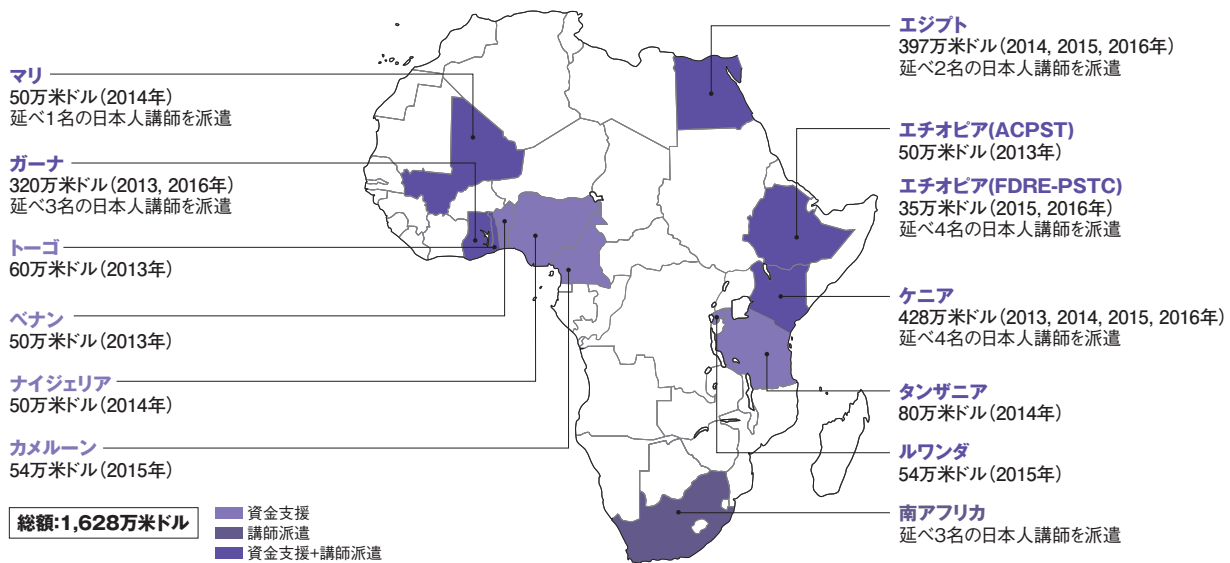 マリ
50万米ドル(2014年)
延べ1名の日本人講師を派遣
ガーナ
320万米ドル(2013, 2016年)
延べ3名の日本人講師を派遣
トーゴ
60万米ドル(2013年)
ベナン
50万米ドル(2013年)
ナイジェリア
50万米ドル(2014年)
カメルーン
54万米ドル(2015年)
総額:1,628万米ドル
資金支援
講師派遣
資金支援+講師派遣
エジプト
397万米ドル(2014, 2015, 2016年)
延べ2名の日本人講師を派遣
エチオピア(ACPST)
50万米ドル(2013年)
エチオピア(FDRE-PSTC)
35万米ドル(2015, 2016年)
延べ4名の日本人講師を派遣
ケニア
428万米ドル(2013, 2014, 2015, 2016年)
延べ4名の日本人講師を派遣
タンザニア
80万米ドル(2014年)
ルワンダ
54万米ドル(2015年)
南アフリカ
延べ3名の日本人講師を派遣